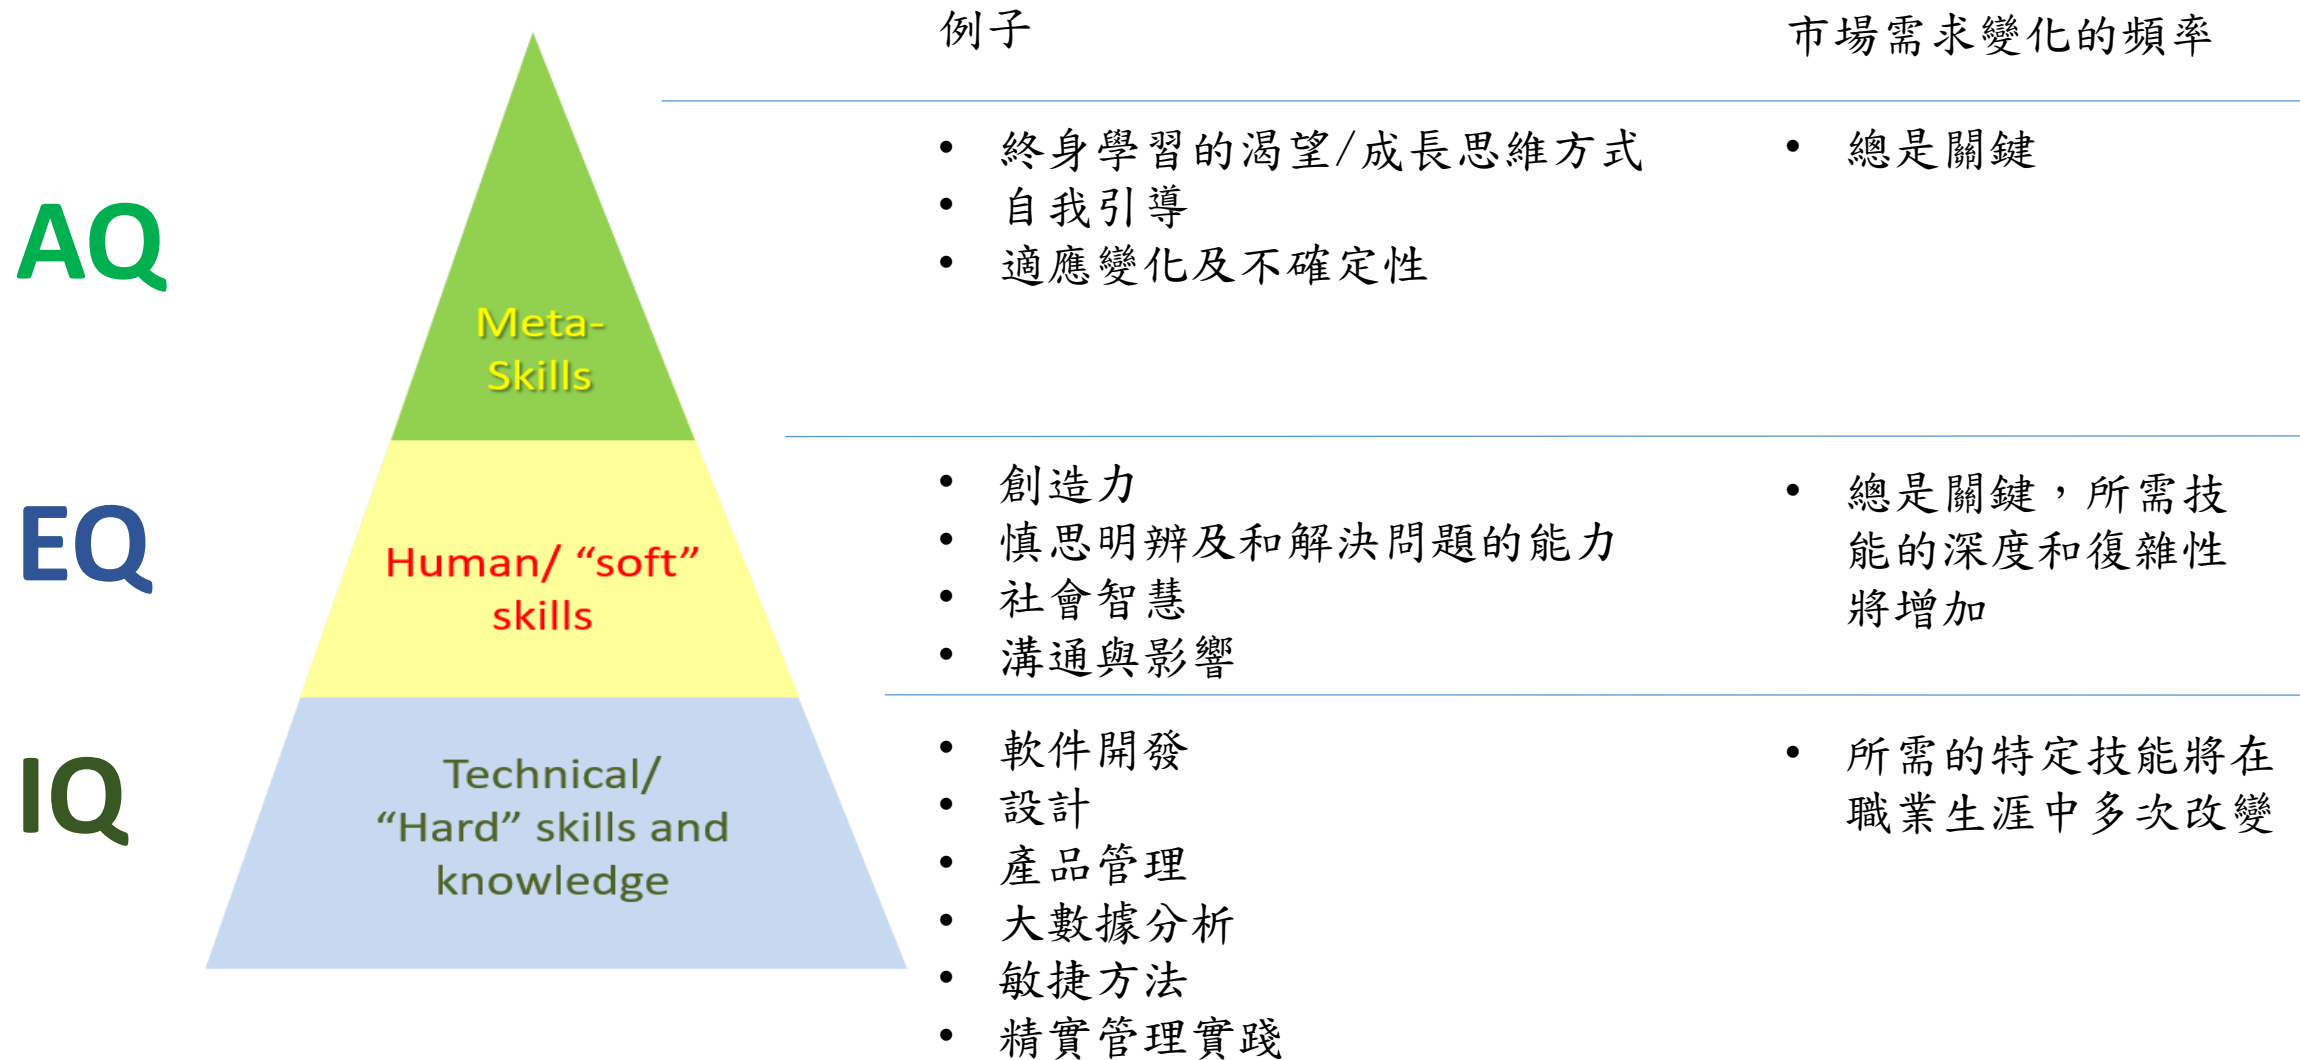 例子
市場需求變化的頻率
AQ
Meta-
Skills
• 終身學習的渴望/成長思維方式
• 自我引導
• 適應變化及不確定性
• 總是關鍵
EQ
Human/ “soft”
skills
• 創造力
• 慎思明辨及和解決問題的能力
• 社會智慧
• 溝通與影響
• 總是關鍵，所需技
能的深度和復雜性
將增加
IQ
Technical/
“Hard” skills and
knowledge
• 軟件開發
• 設計
• 產品管理
• 大數據分析
• 敏捷方法
• 精實管理實踐
• 所需的特定技能將在
職業生涯中多次改變